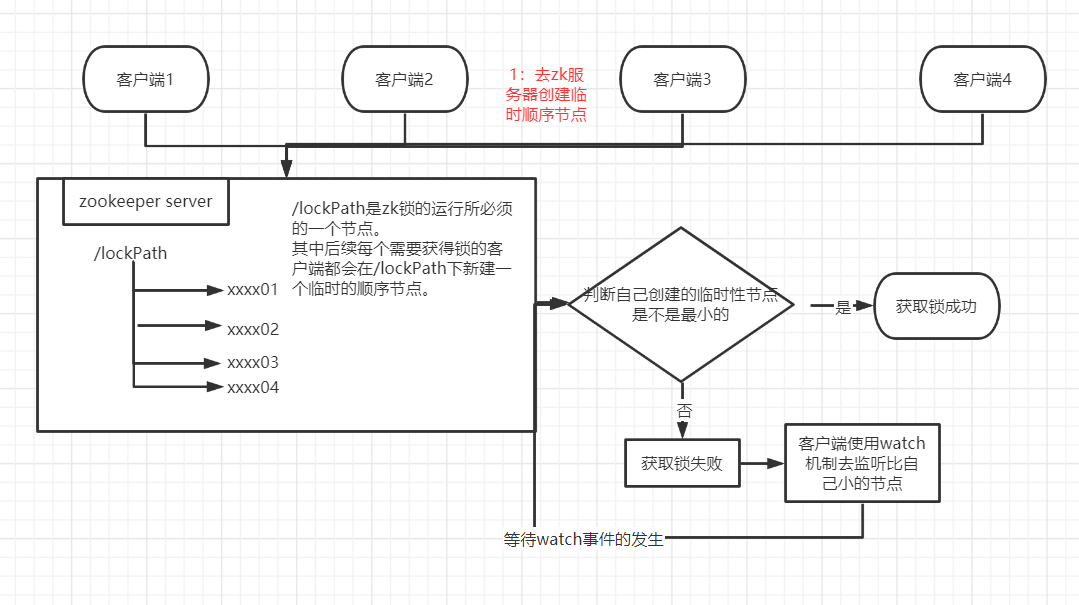 客户端1
客户端2
1：去zk服
务器创建临
时顺序节点
客户端3
客户端4
zookeeper server
/lockPath是zk锁的运行所必须
的一个节点。
其中后续每个需要获得锁的客
户端都会在/lockPath下新建一
个临时的顺序节点。
/lockPath
xxxx01
xxxx02
xxxx03
xxxx04
判断自己创建的临时性节点
是不是最小的
是
获取锁成功
否
获取锁失败
客户端使用watch
机制去监听比自
己小的节点
等待watch事件的发生